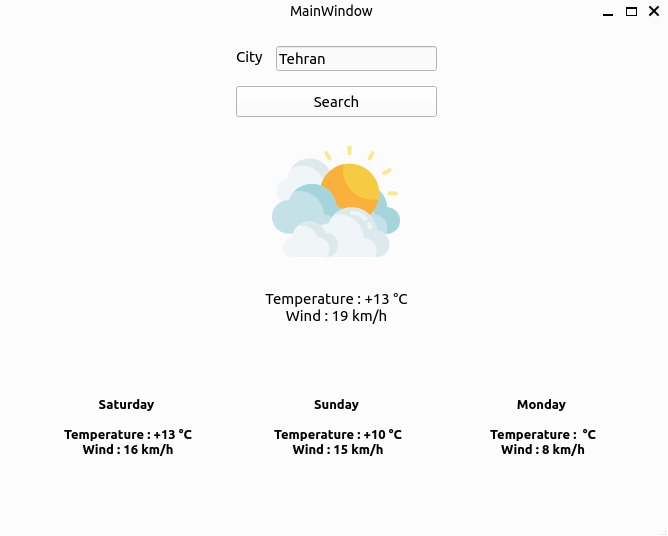 MainWindow
City Tehran
Search
Temperature : +13 °C
Wind : 19 km/h
Saturday
Temperature : +13 °C
Wind : 16 km/h
Sunday
Temperature : +10 °C
Wind : 15 km/h
Monday
Temperature :  °C
Wind : 8 km/h